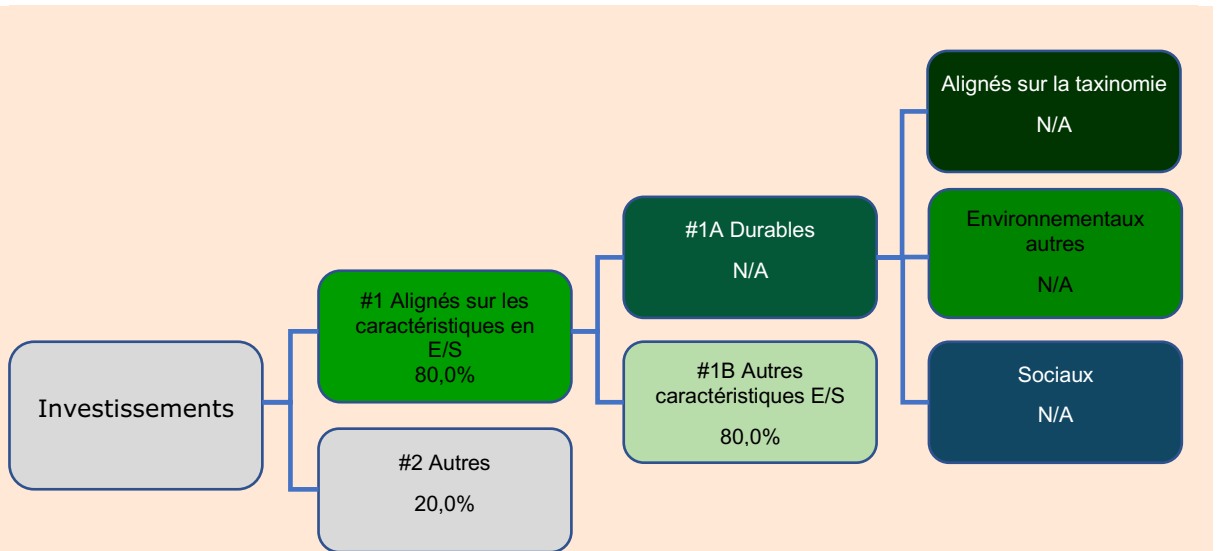 Investissements
#1 Alignés sur les
caractéristiques en
E/S
80,0%
#2 Autres
20,0%
#1A Durables
N/A
#1B Autres
caractéristiques E/S
80,0%
Alignés sur la taxinomie
N/A
Environnementaux
autres
N/A
Sociaux
N/A